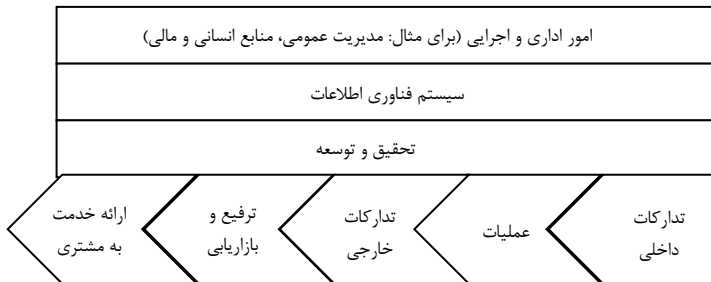 امور اداری و اجرایی (برای مثال: مدیریت عمومی، منابع انسانی و مالی)
سیستم فناوری اطلاعات
تحقیق و توسعه
تدارکات
داخلی
عملیات
تدارکات
خارجی
ترفیع و
بازاریابی
ارائه خدمت
به مشتری